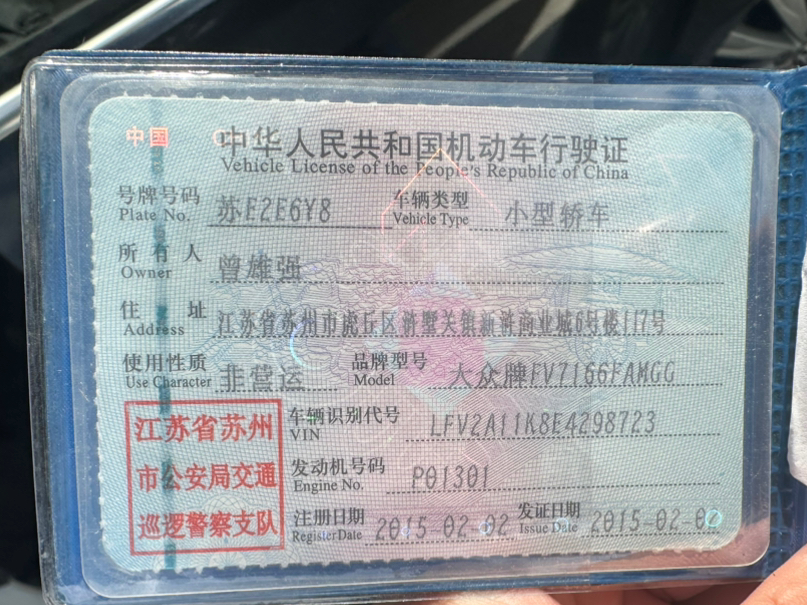 中国
中华人民共和国机动车行驶证
Vehicle License of the People's Republic of China
号牌号码 苏E2E6Y8 车辆类型 小型轿车
Plate No. Vehicle Type
所有人 曾雄强
Owner
住址 江苏省苏州市虎丘区浒墅关镇新浒商业城6号楼117号
Address
使用性质 非营运 品牌型号 大众牌FV7166FAMGG
Use Character Model
江苏省苏州
市公安局交通
巡逻警察支队
车辆识别代号 LFV2A11K8E4298723
VIN
发动机号码 P01301
Engine No.
注册日期 2015-02-02 发证日期 2015-02-02
Register Date Issue Date